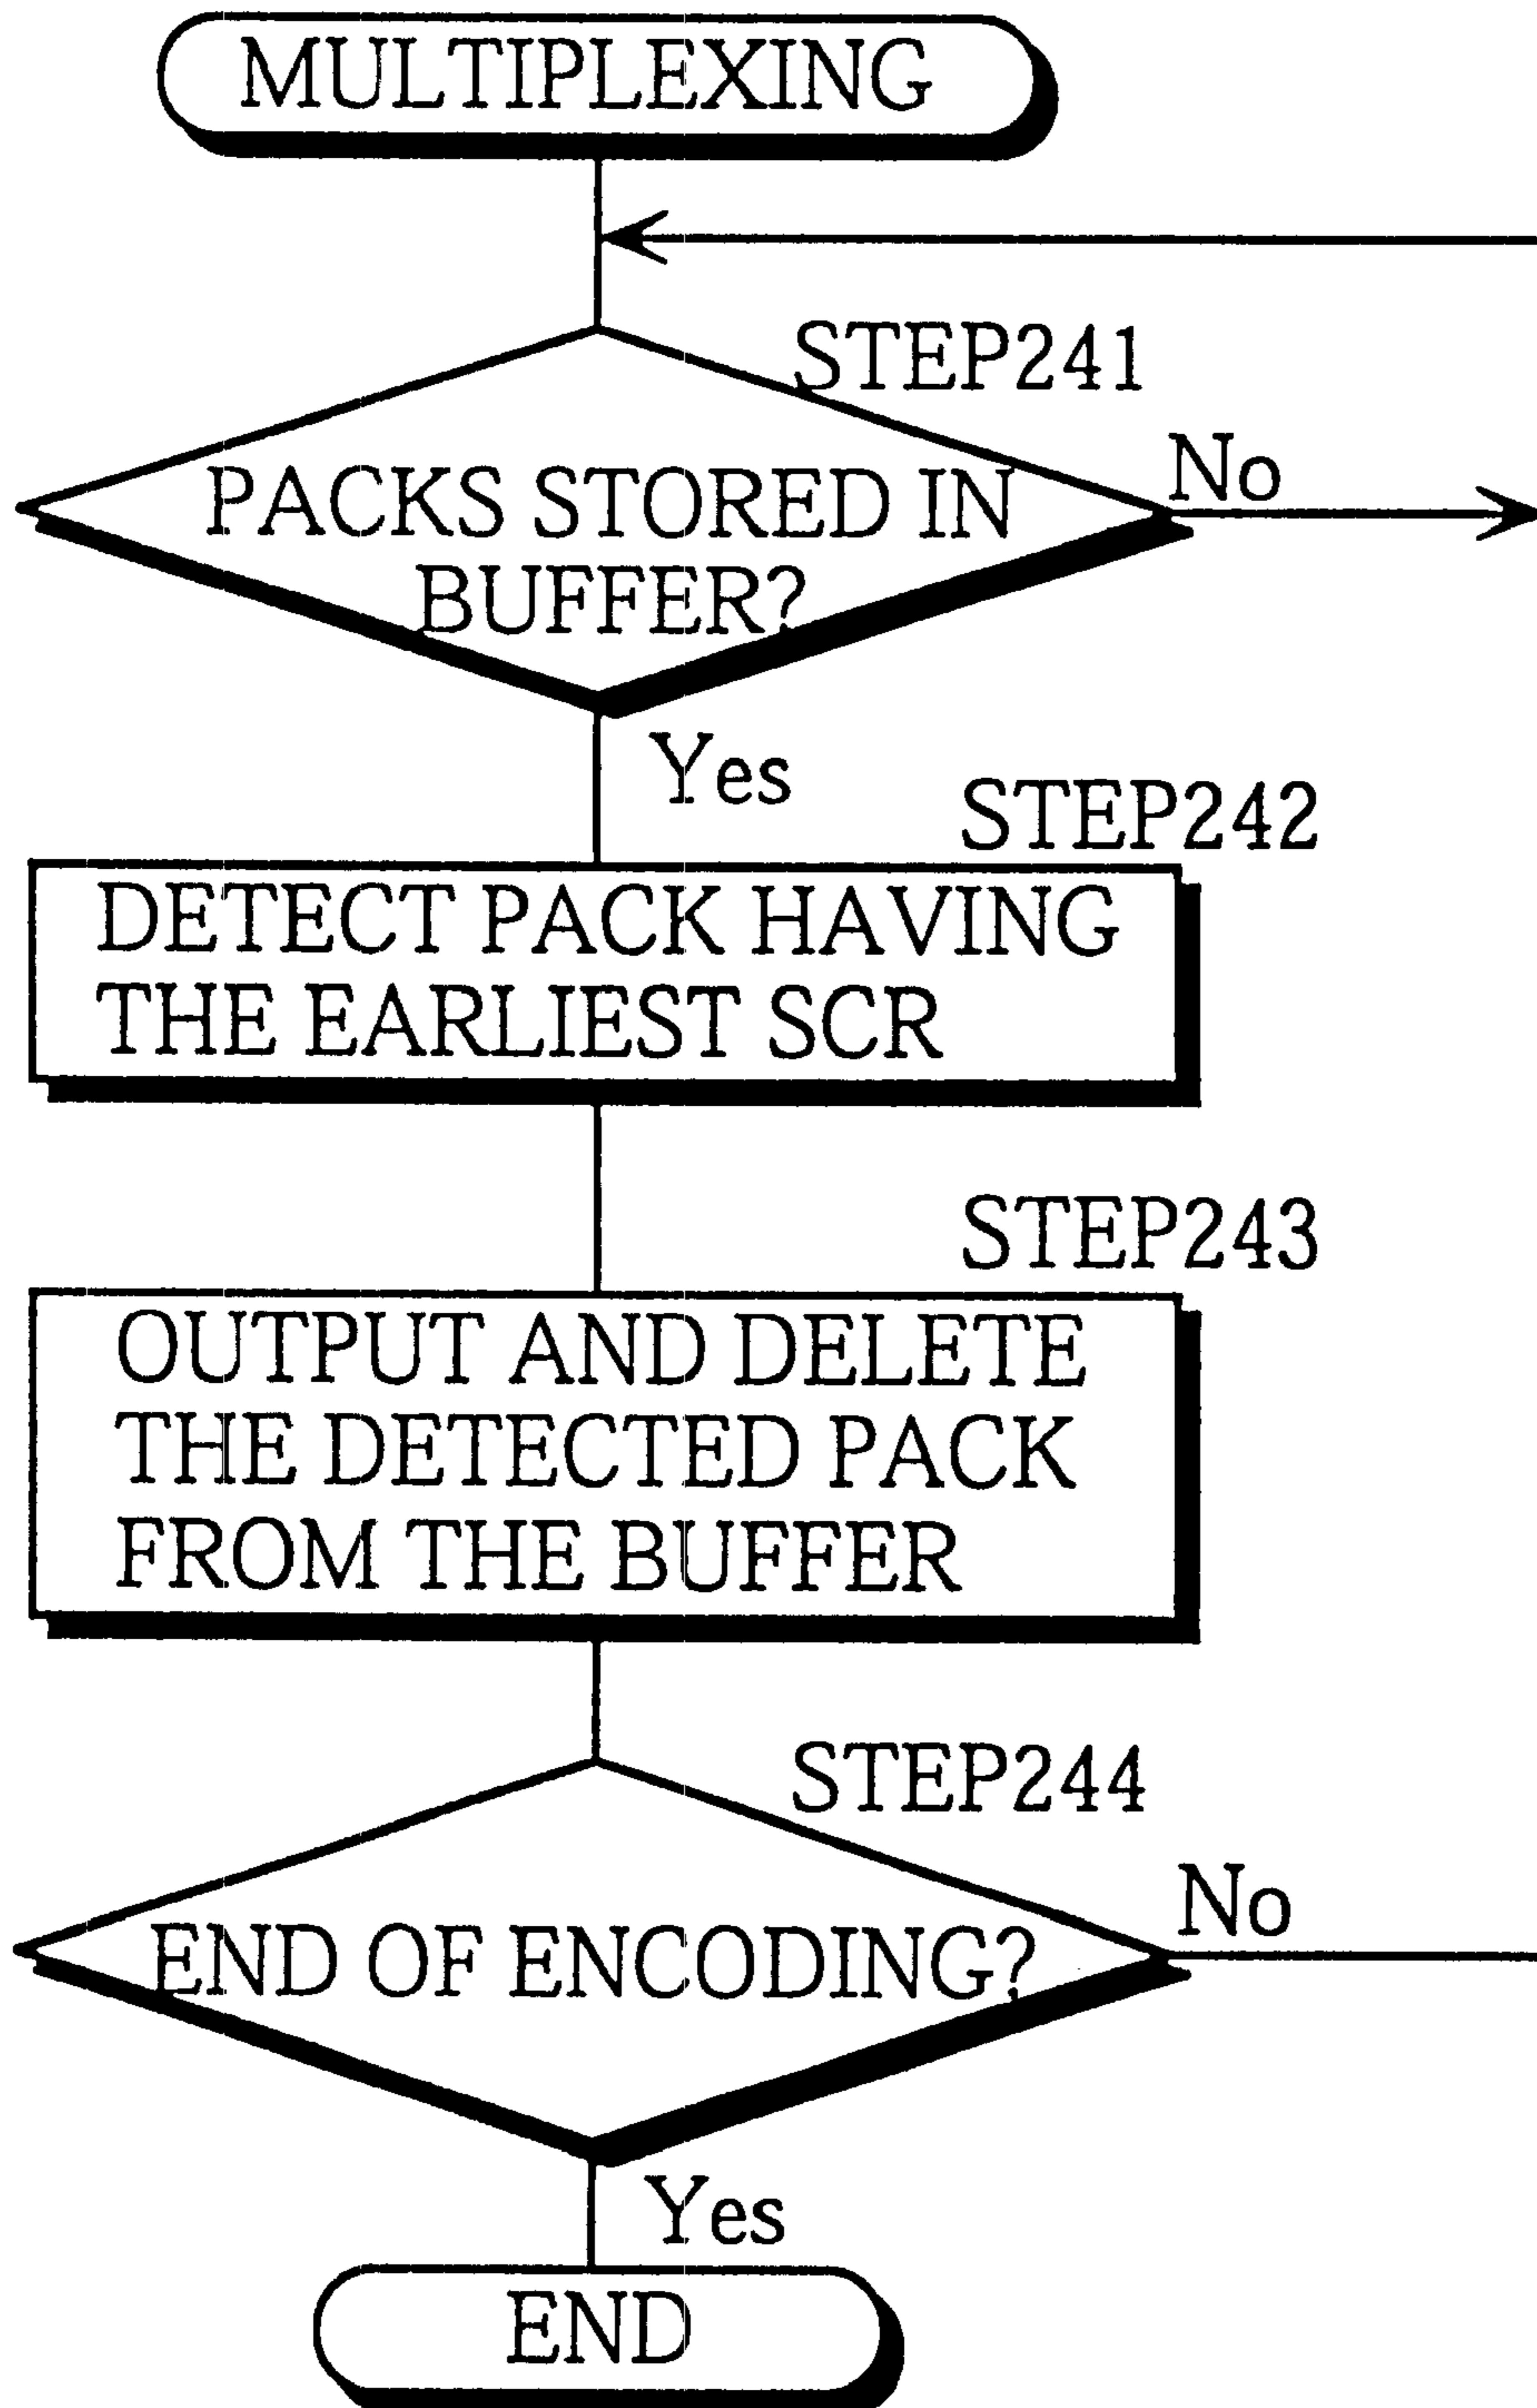 MULTIPLEXING
STEP241
No
PACKS STORED IN
BUFFER?
Yes
STEP242
DETECT PACK HAVING
THE EARLIEST SCR
STEP243
OUTPUT AND DELETE
THE DETECTED PACK
FROM THE BUFFER
STEP244
No
END OF ENCODING?
Yes
END